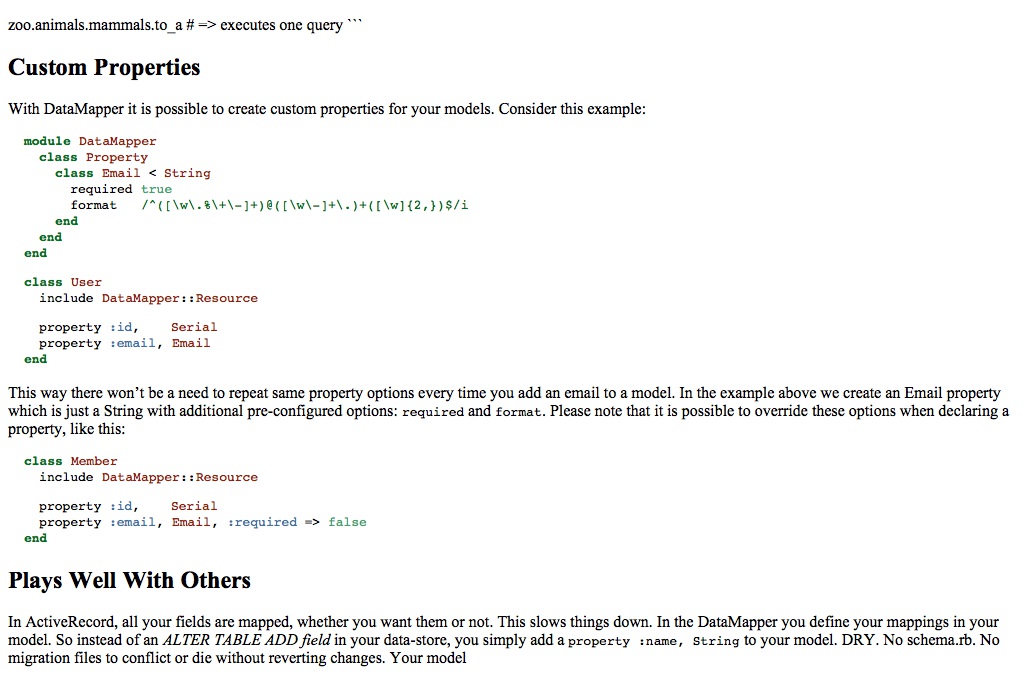 zoo.animals.mammals.to_a # => executes one query ```
Custom Properties
With DataMapper it is possible to create custom properties for your models. Consider this example:
module DataMapper
  class Property
    class Email < String
      required true
      format   /^([\w\.%\+\-]+)@([\w\-]+\.)+([\w]{2,})$/i
    end
  end
end
class User
  include DataMapper::Resource
  property :id,    Serial
  property :email, Email
end
This way there won’t be a need to repeat same property options every time you add an email to a model. In the example above we create an Email property
which is just a String with additional pre-configured options: required and format. Please note that it is possible to override these options when declaring a
property, like this:
class Member
  include DataMapper::Resource
  property :id,    Serial
  property :email, Email, :required => false
end
Plays Well With Others
In ActiveRecord, all your fields are mapped, whether you want them or not. This slows things down. In the DataMapper you define your mappings in your
model. So instead of an ALTER TABLE ADD field in your data-store, you simply add a property :name, String to your model. DRY. No schema.rb. No
migration files to conflict or die without reverting changes. Your model